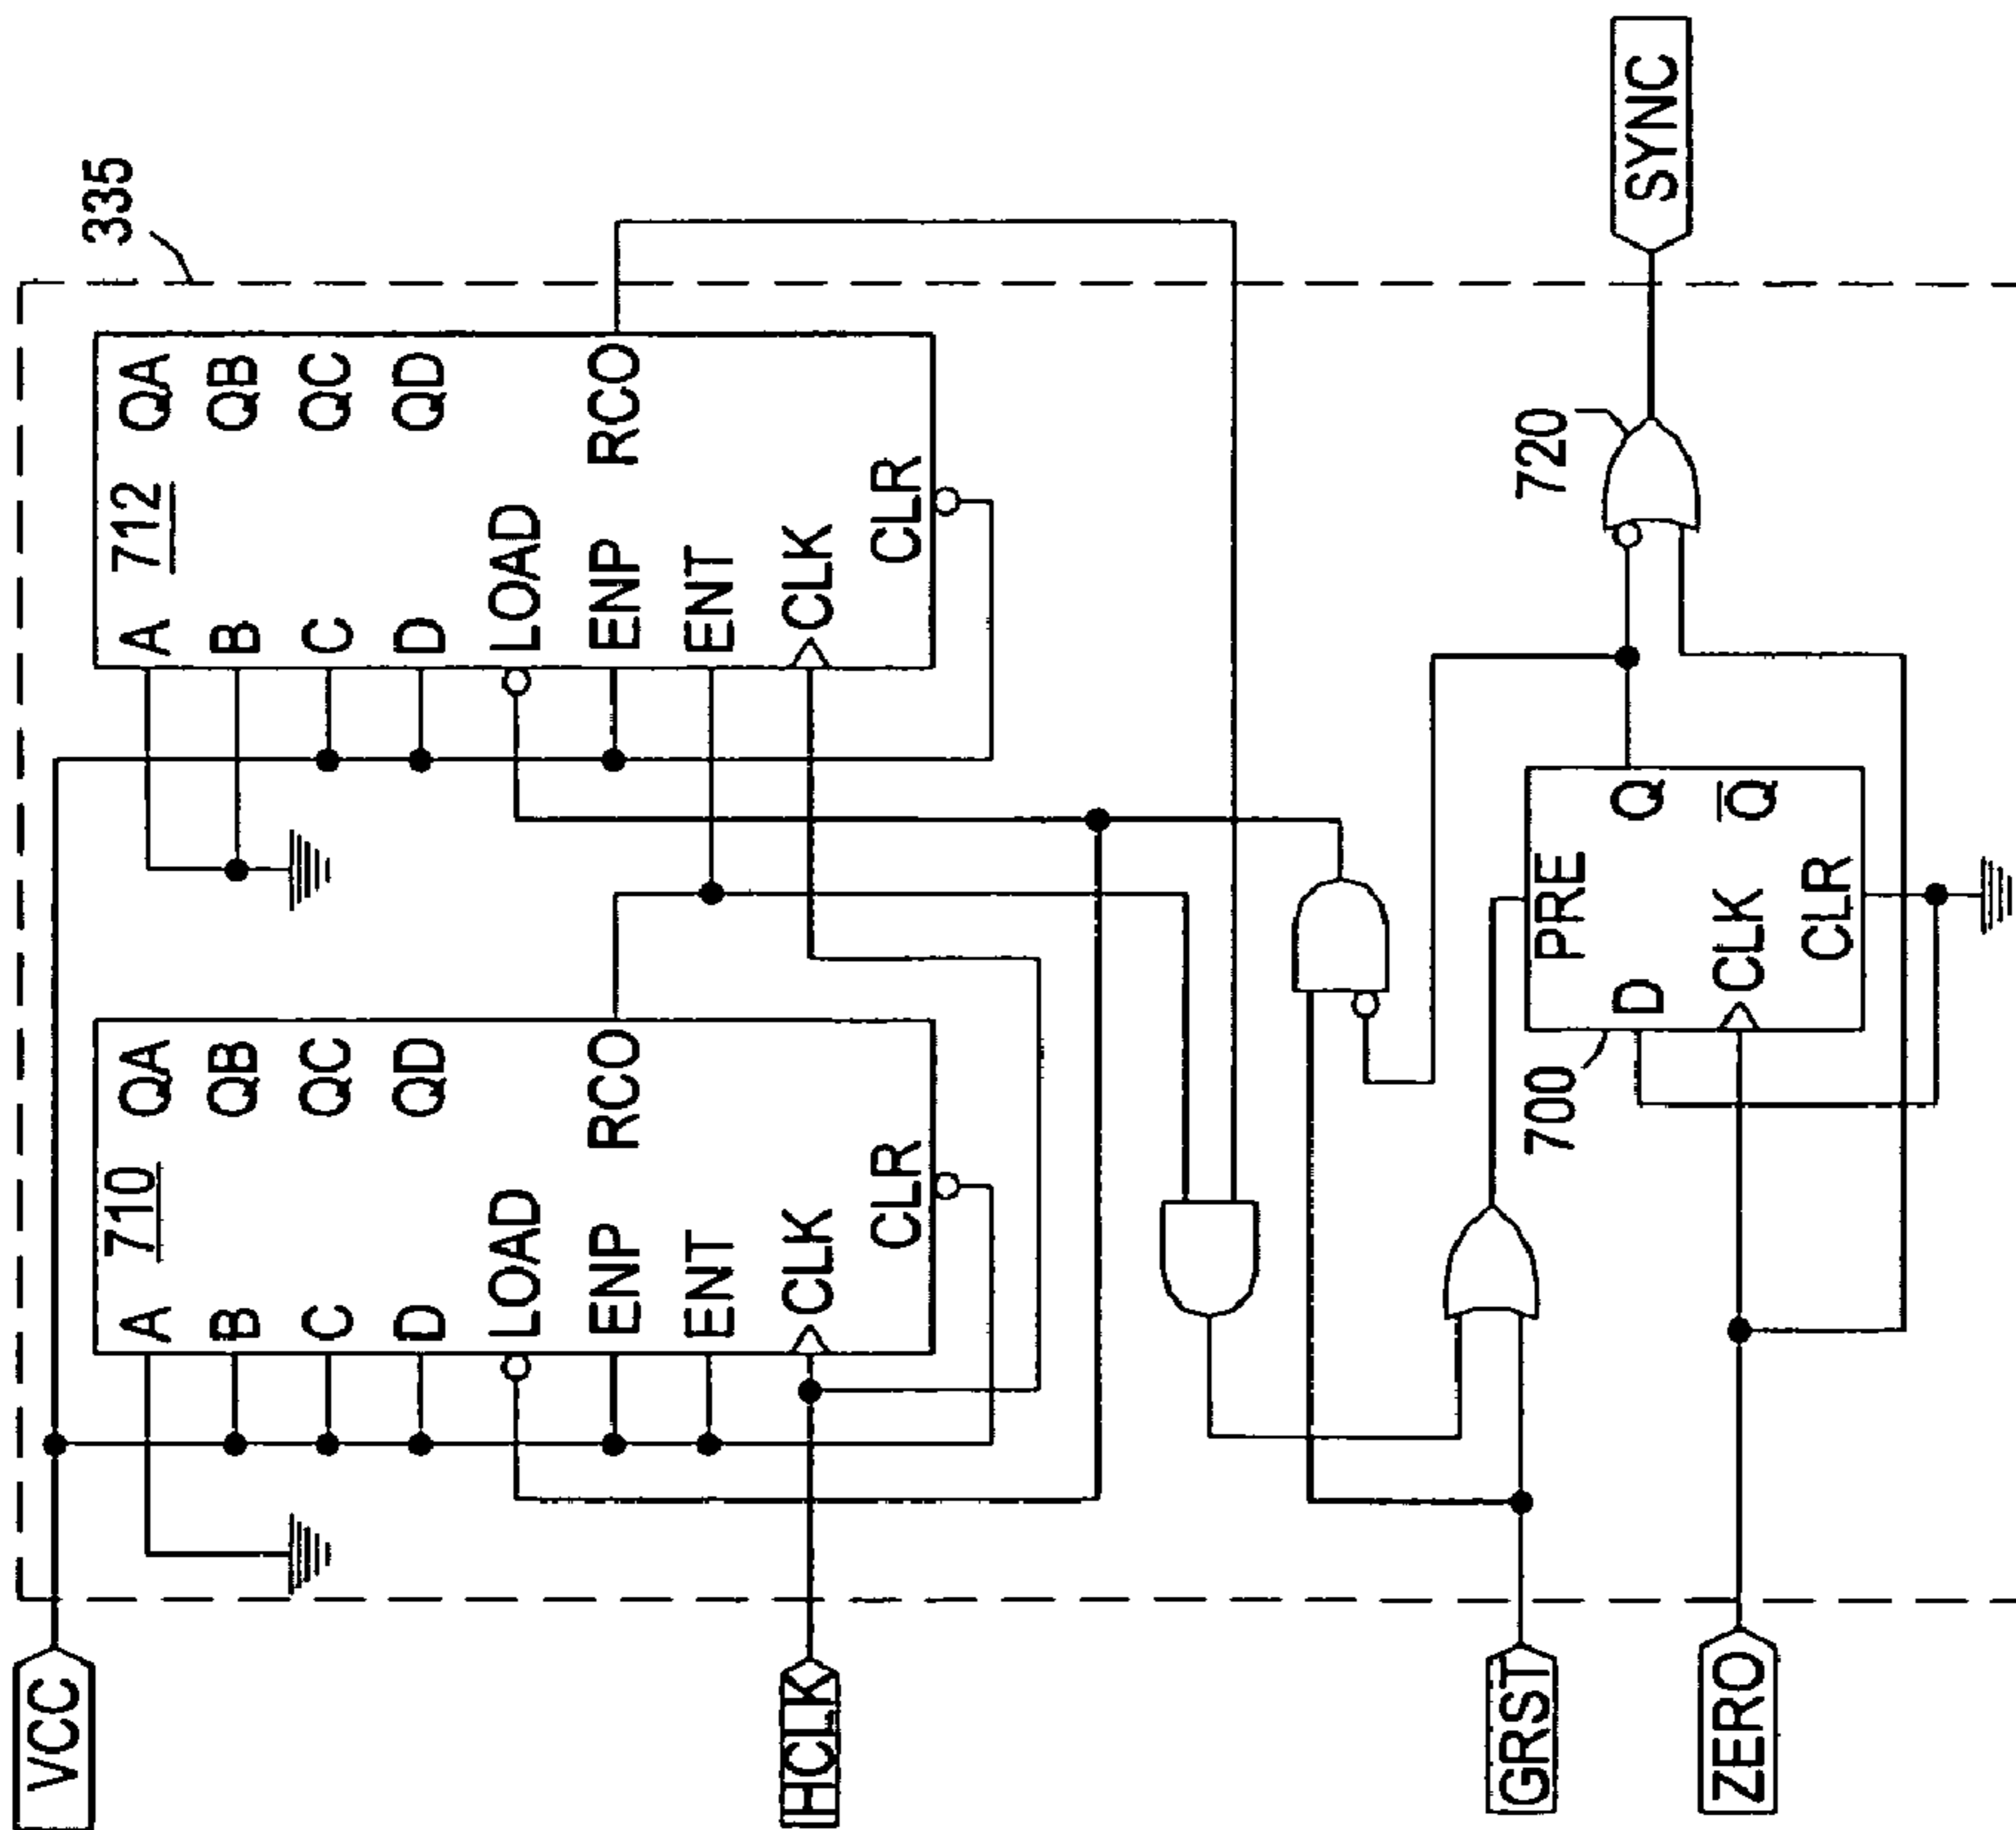 335
VCC
HCLK
GRST
ZERO
SYNC
710
A QA
B QB
C QC
D QD
LOAD
ENP RCO
ENT
CLK
CLR
712
A QA
B QB
C QC
D QD
LOAD
ENP RCO
ENT
CLK
CLR
700
PRE
D Q
CLK Q̅
CLR
720